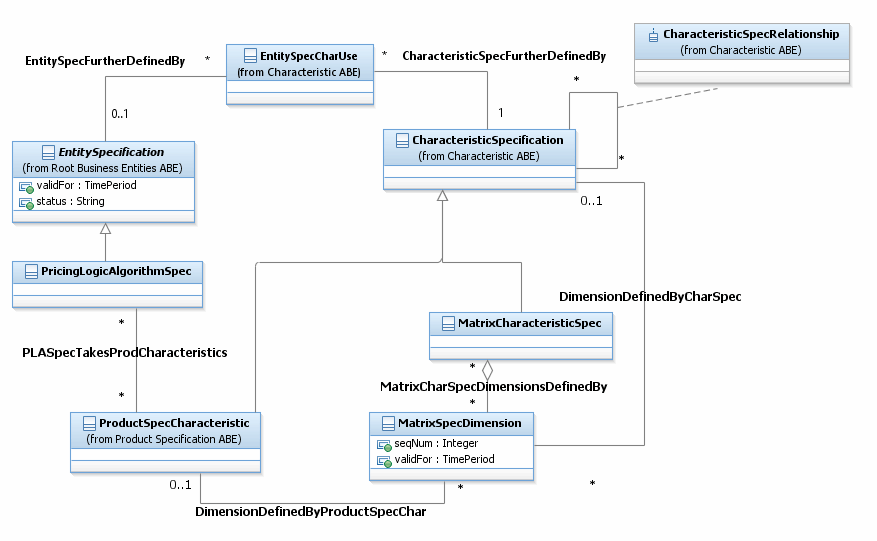 CharacteristicSpecRelationship
(from Characteristic ABE)
EntitySpecFurtherDefinedBy
*
EntitySpecCharUse
(from Characteristic ABE)
*
CharacteristicSpecFurtherDefinedBy
*
0..1
1
EntitySpecification
(from Root Business Entities ABE)
validFor : TimePeriod
status : String
CharacteristicSpecification
(from Characteristic ABE)
*
0..1
PricingLogicAlgorithmSpec
DimensionDefinedByCharSpec
*
MatrixCharacteristicSpec
PLASpecTakesProdCharacteristics
*
MatrixCharSpecDimensionsDefinedBy
*
*
ProductSpecCharacteristic
(from Product Specification ABE)
MatrixSpecDimension
seqNum : Integer
validFor : TimePeriod
0..1
*
*
DimensionDefinedByProductSpecChar